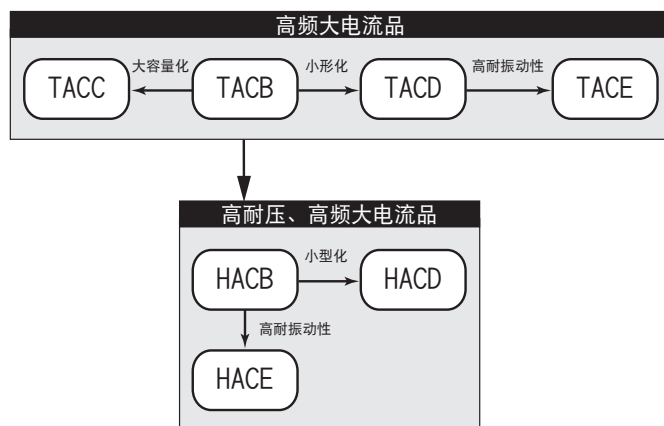 高频大电流品
大容量化
小形化
高耐振动性
TACC
TACB
TACD
TACE
高耐压、高频大电流品
小型化
HACB
HACD
高耐振动性
HACE